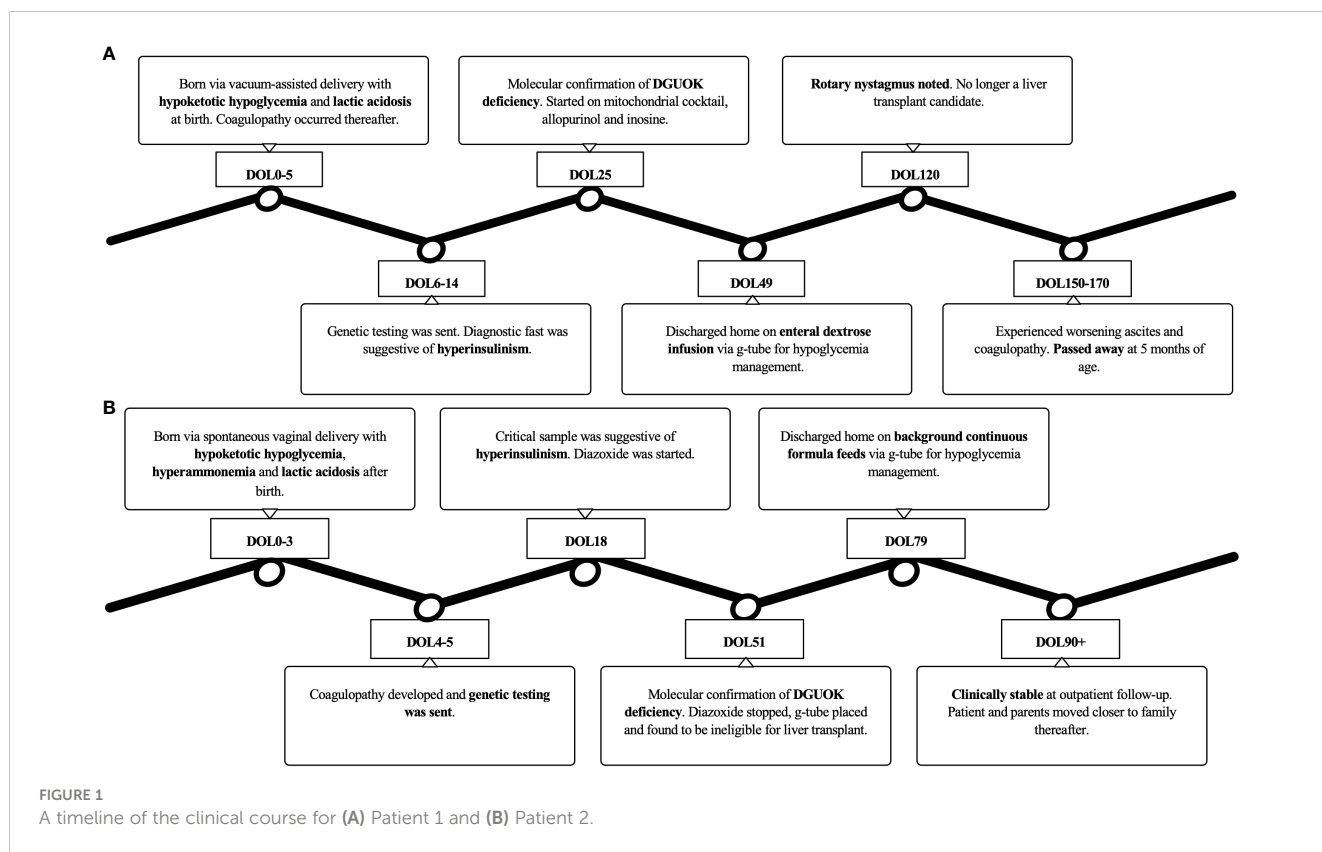 A
Born via vacuum-assisted delivery with
hypoketotic hypoglycemia and lactic acidosis
at birth. Coagulopathy occurred thereafter.
Molecular confirmation of DGUOK
deficiency. Started on mitochondrial cocktail,
allopurinol and inosine.
Rotary nystagmus noted. No longer a liver
transplant candidate.
DOL0-5
DOL25
DOL120
DOL6-14
DOL49
DOL150-170
Genetic testing was sent. Diagnostic fast was
suggestive of hyperinsulinism.
Discharged home on enteral dextrose
infusion via g-tube for hypoglycemia
management.
Experienced worsening ascites and
coagulopathy. Passed away at 5 months of
age.
B
Born via spontaneous vaginal delivery with
hypoketotic hypoglycemia,
hyperammonemia and lactic acidosis after
birth.
Critical sample was suggestive of
hyperinsulinism. Diazoxide was started.
Discharged home on background continuous
formula feeds via g-tube for hypoglycemia
management.
DOL0-3
DOL18
DOL79
DOL4-5
DOL51
DOL90+
Coagulopathy developed and genetic testing
was sent.
Molecular confirmation of DGUOK
deficiency. Diazoxide stopped, g-tube placed
and found to be ineligible for liver transplant.
Clinically stable at outpatient follow-up.
Patient and parents moved closer to family
thereafter.
FIGURE 1
A timeline of the clinical course for (A) Patient 1 and (B) Patient 2.